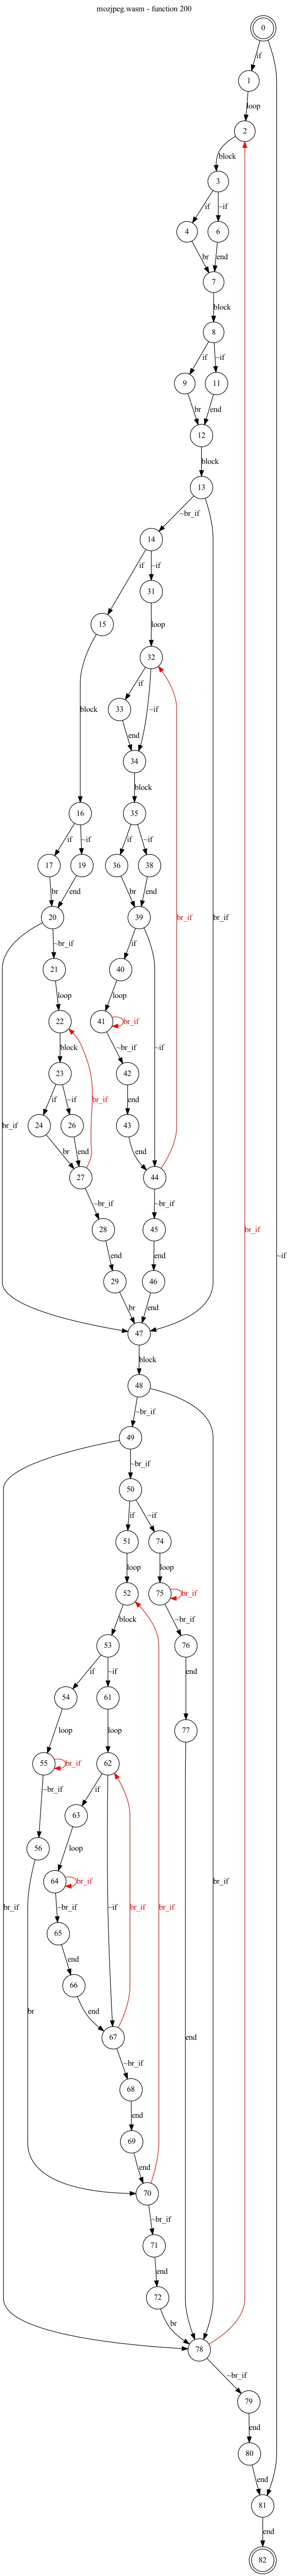 mozjpeg.wasm - function 200
0
if
1
loop
2
block
3
if ~if
4 6
br end
7
block
8
if ~if
9 11
br end
12
block
13
~br_if
14
if ~if
31
15
loop
32
if
block 33 ~if
end
34
block
16 35
if ~if if ~if
17 19 36 38
br end br end
20 39 br_if br_if
~br_if if
21 40
loop loop
22 41 br_if
block ~br_if ~if
23 br_if 42
if ~if end
24 26 43
br_if br end end
27 44
~br_if ~br_if
28 45
end end
29 46
br end
47
block
48
~br_if
49
~br_if
50
if ~if
51 74
loop loop
52 75 br_if
block ~br_if
53 76
if ~if end
54 61
loop loop
77
55 br_if 62
~br_if if
63
56 loop
64 br_if
br_if ~br_if ~if br_if br_if br_if
65
end
66
br end end
67
~br_if
68
end
69
end
70
~br_if
71
end
72
br
78
~br_if
79
end
80
end
81
end
82
br_if
~if